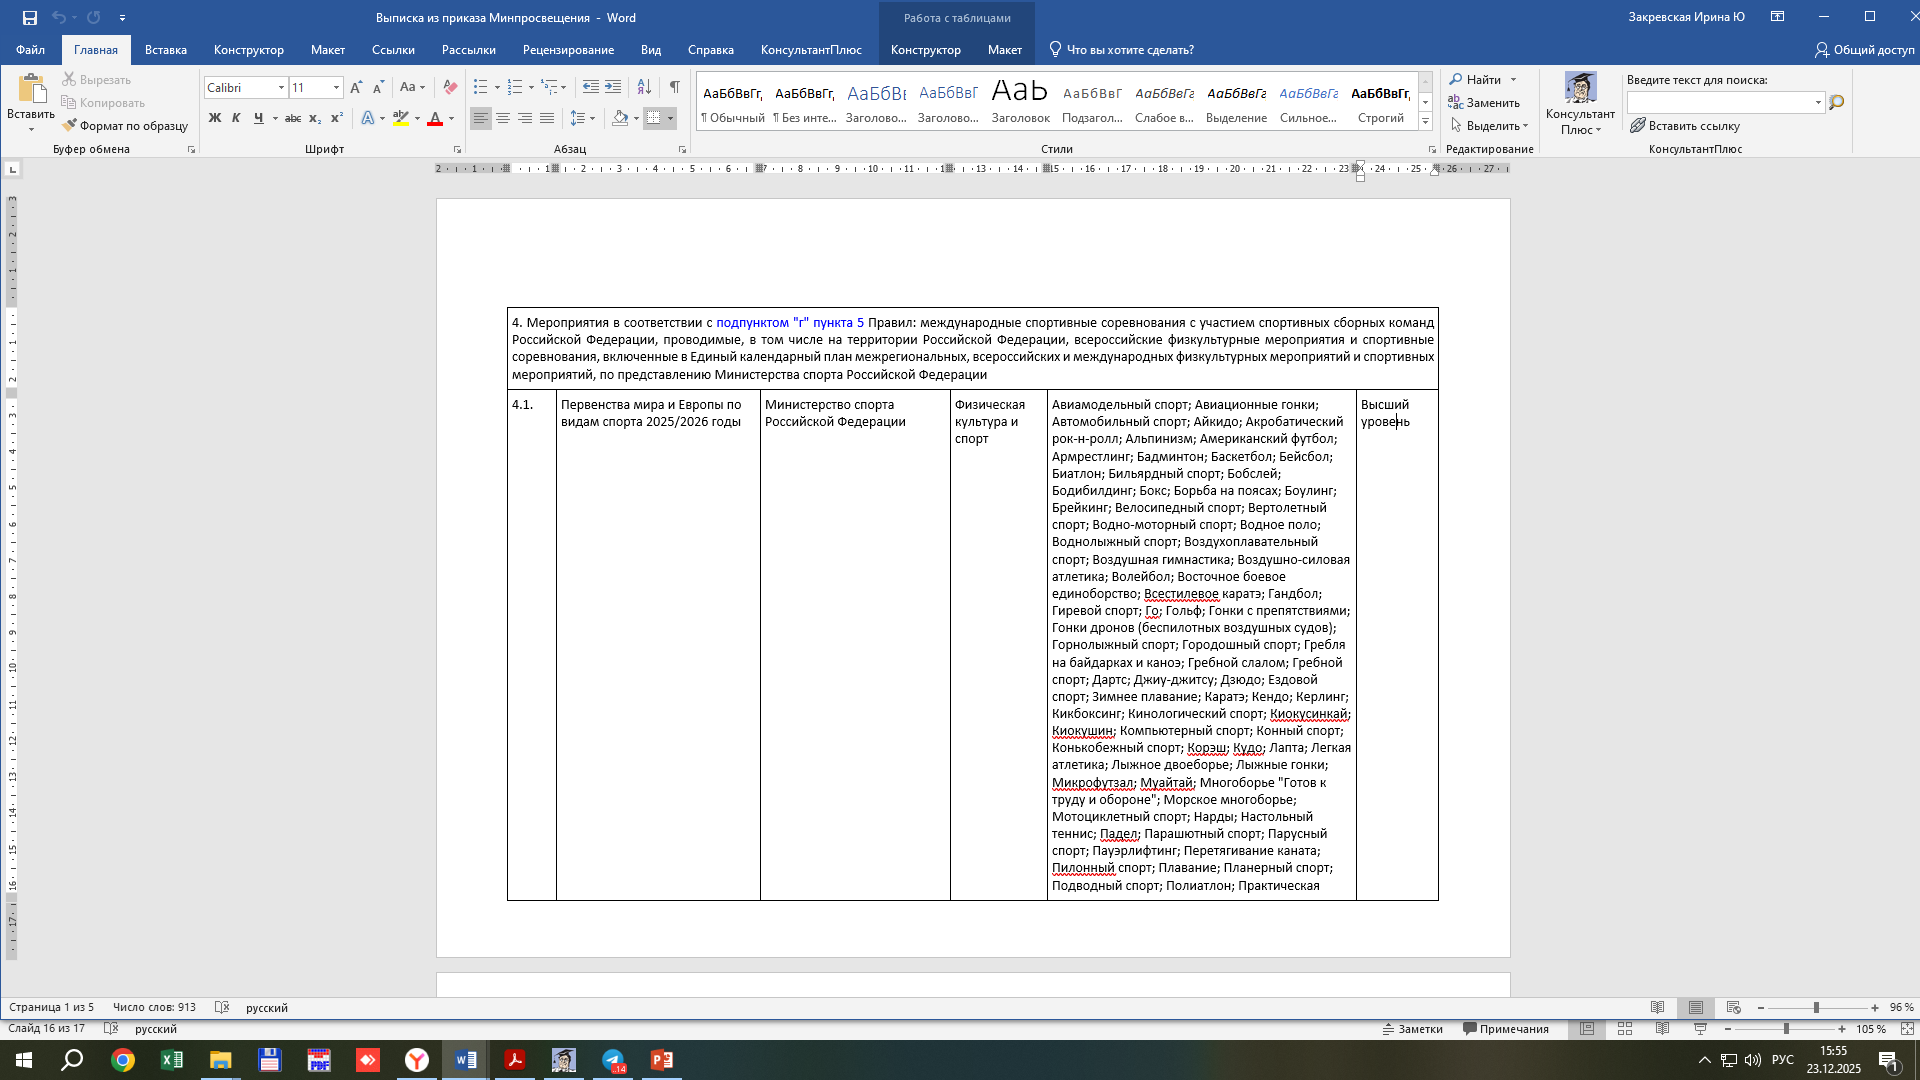 Выписка из приказа Минпросвещения - Word
Работа с таблицами
Закревская Ирина Ю
Файл Главная Вставка Конструктор Макет Ссылки Рассылки Рецензирование Вид Справка КонсультантПлюс Конструктор Макет Что вы хотите сделать? Общий доступ
Вставить
Вырезать
Копировать
Формат по образцу
Буфер обмена
Calibri 11
Шрифт
Абзац
АаБбВвГг, АаБбВвГг, АаБбВ АаБбВвГ АаЬ АаБбВвГ АаБбВвГг АаБбВвГг АаБбВвГг АаБбВвГг,
¶ Обычный ¶ Без инте... Заголово... Заголово... Заголовок Подзагол... Слабое в... Выделение Сильное... Строгий
Стили
Найти
Заменить
Выделить
Редактирование
Консультант
Плюс
Введите текст для поиска:
Вставить ссылку
КонсультантПлюс
4. Мероприятия в соответствии с подпунктом "г" пункта 5 Правил: международные спортивные соревнования с участием спортивных сборных команд
Российской Федерации, проводимые, в том числе на территории Российской Федерации, всероссийские физкультурные мероприятия и спортивные
соревнования, включенные в Единый календарный план межрегиональных, всероссийских и международных физкультурных мероприятий и спортивных
мероприятий, по представлению Министерства спорта Российской Федерации
4.1.
Первенства мира и Европы по
видам спорта 2025/2026 годы
Министерство спорта
Российской Федерации
Физическая
культура и
спорт
Авиамодельный спорт; Авиационные гонки;
Автомобильный спорт; Айкидо; Акробатический
рок-н-ролл; Альпинизм; Американский футбол;
Армрестлинг; Бадминтон; Баскетбол; Бейсбол;
Биатлон; Бильярдный спорт; Бобслей;
Бодибилдинг; Бокс; Борьба на поясах; Боулинг;
Брейкинг; Велосипедный спорт; Вертолетный
спорт; Водно-моторный спорт; Водное поло;
Воднолыжный спорт; Воздухоплавательный
спорт; Воздушная гимнастика; Воздушно-силовая
атлетика; Волейбол; Восточное боевое
единоборство; Всестилевое каратэ; Гандбол;
Гиревой спорт; Го; Гольф; Гонки с препятствиями;
Гонки дронов (беспилотных воздушных судов);
Горнолыжный спорт; Городошный спорт; Гребля
на байдарках и каноэ; Гребной слалом; Гребной
спорт; Дартс; Джиу-джитсу; Дзюдо; Ездовой
спорт; Зимнее плавание; Каратэ; Кендо; Керлинг;
Кикбоксинг; Кинологический спорт; Киокусинкай;
Киокушин; Компьютерный спорт; Конный спорт;
Конькобежный спорт; Корэш; Кудо; Лапта; Легкая
атлетика; Лыжное двоеборье; Лыжные гонки;
Микрофутзал; Муайтай; Многоборье "Готов к
труду и обороне"; Морское многоборье;
Мотоциклетный спорт; Нарды; Настольный
теннис; Падел; Парашютный спорт; Парусный
спорт; Пауэрлифтинг; Перетягивание каната;
Пилонный спорт; Плавание; Планерный спорт;
Подводный спорт; Полиатлон; Практическая
Высший
уровень
Страница 1 из 5 Число слов: 913 русский 96 %
Слайд 16 из 17 русский Заметки Примечания 105 %
РУС
15:55
23.12.2025